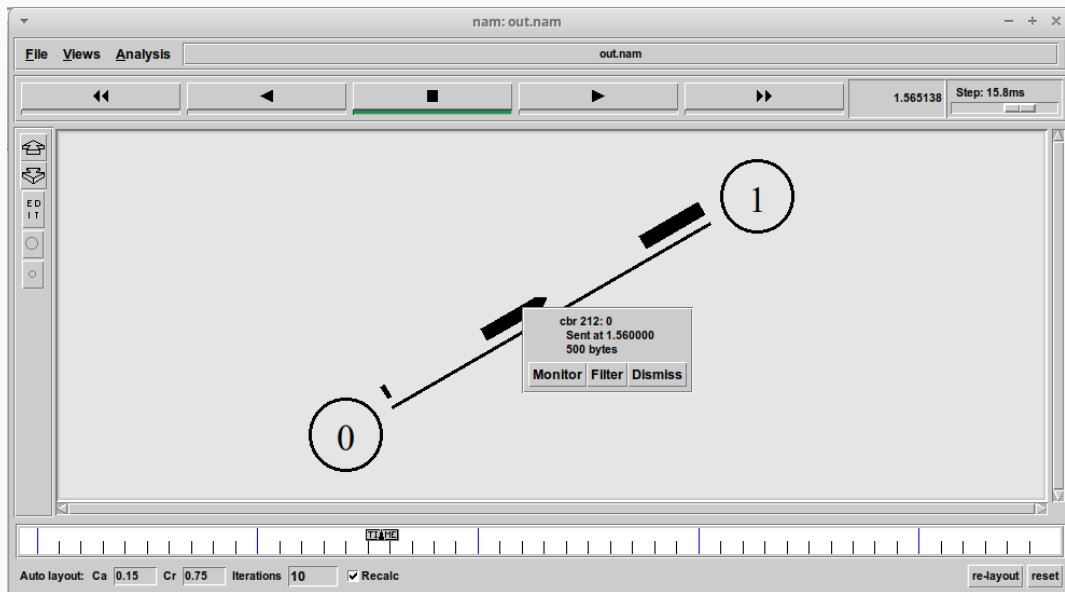 nam: out.nam
File Views Analysis out.nam
1.565138 Step: 15.8ms
ED
IT
1
cbr 212: 0
Sent at 1.560000
500 bytes
Monitor Filter Dismiss
0
TIME
Auto layout: Ca 0.15 Cr 0.75 Iterations 10 Recalc re-layout reset